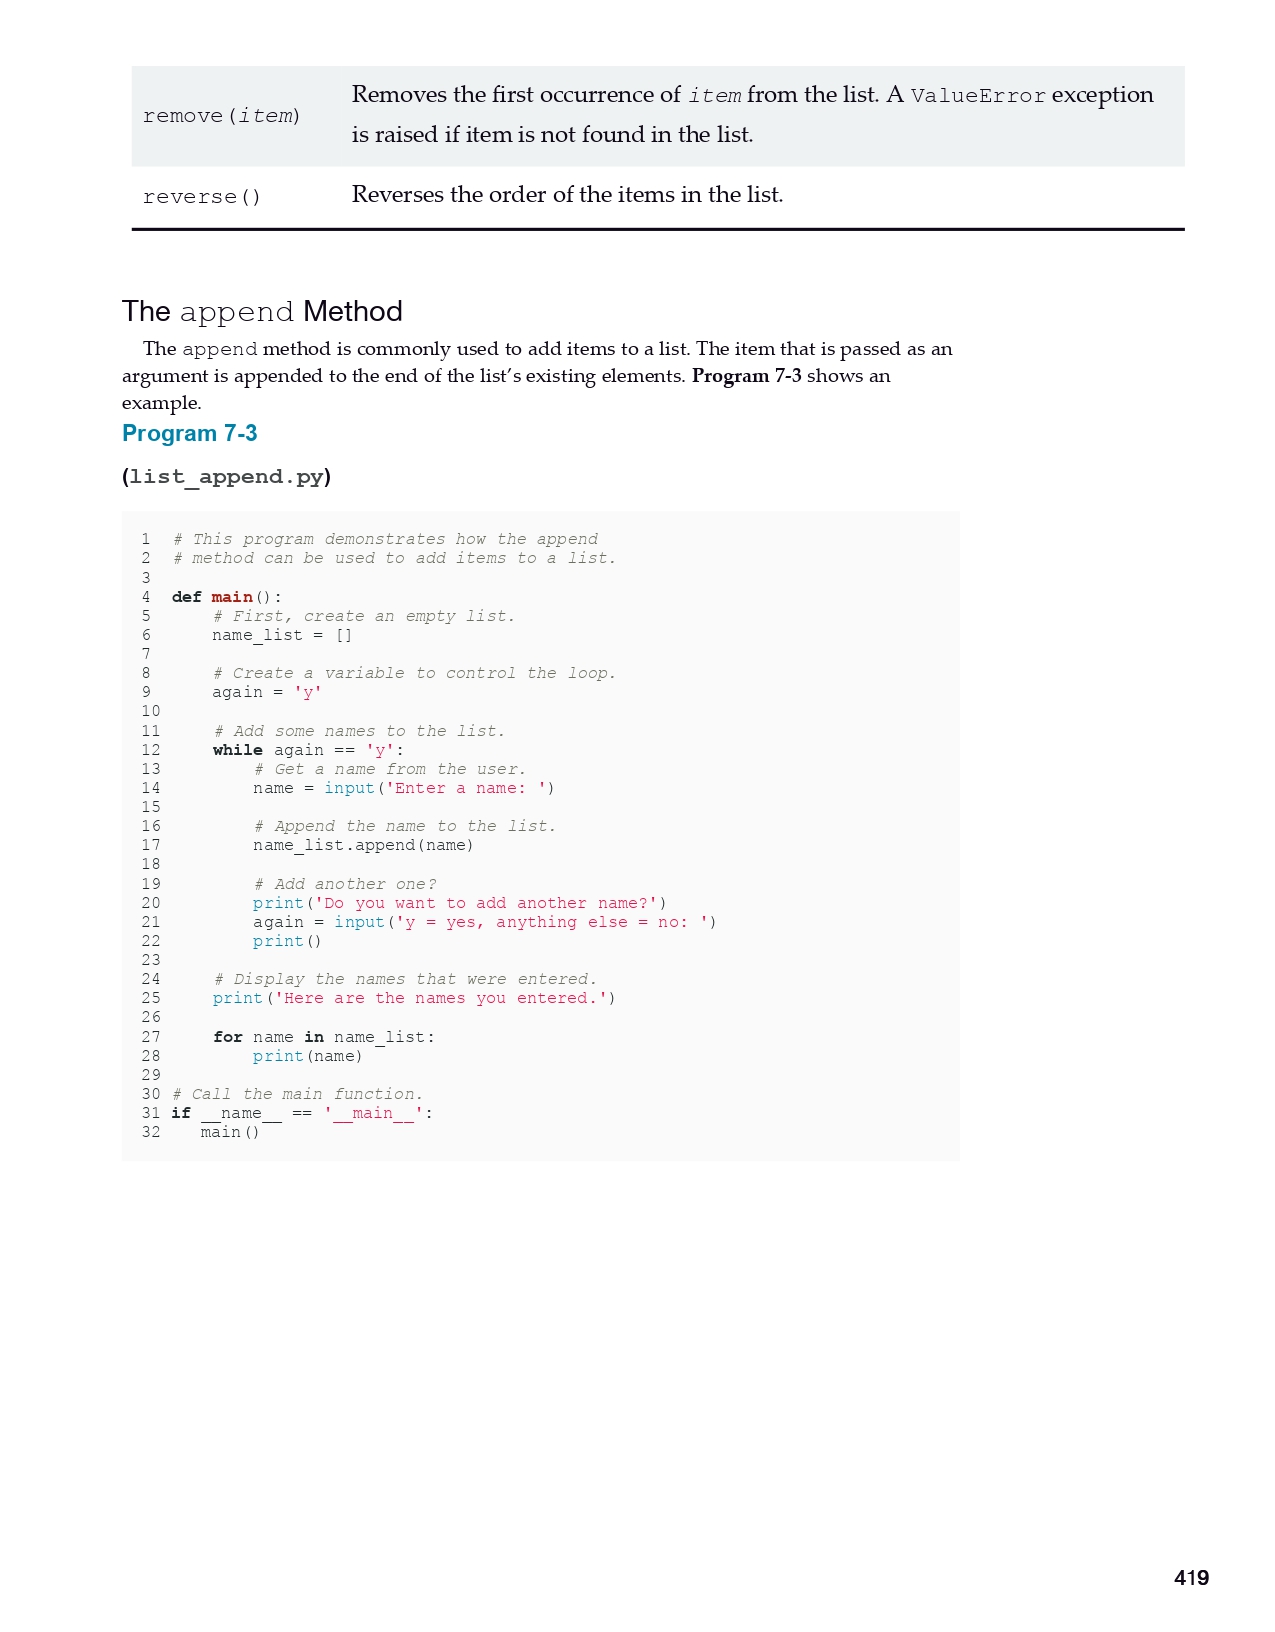 remove(item)
Removes the first occurrence of item from the list. A ValueError exception
is raised if item is not found in the list.
reverse()
Reverses the order of the items in the list.
The append Method
The append method is commonly used to add items to a list. The item that is passed as an
argument is appended to the end of the list’s existing elements. Program 7-3 shows an
example.
Program 7-3
(list_append.py)
1 # This program demonstrates how the append
2 # method can be used to add items to a list.
3
4 def main():
5     # First, create an empty list.
6     name_list = []
7
8     # Create a variable to control the loop.
9     again = 'y'
10
11     # Add some names to the list.
12     while again == 'y':
13         # Get a name from the user.
14         name = input('Enter a name: ')
15
16         # Append the name to the list.
17         name_list.append(name)
18
19         # Add another one?
20         print('Do you want to add another name?')
21         again = input('y = yes, anything else = no: ')
22         print()
23
24     # Display the names that were entered.
25     print('Here are the names you entered.')
26
27     for name in name_list:
28         print(name)
29
30 # Call the main function.
31 if __name__ == '__main__':
32    main()
419